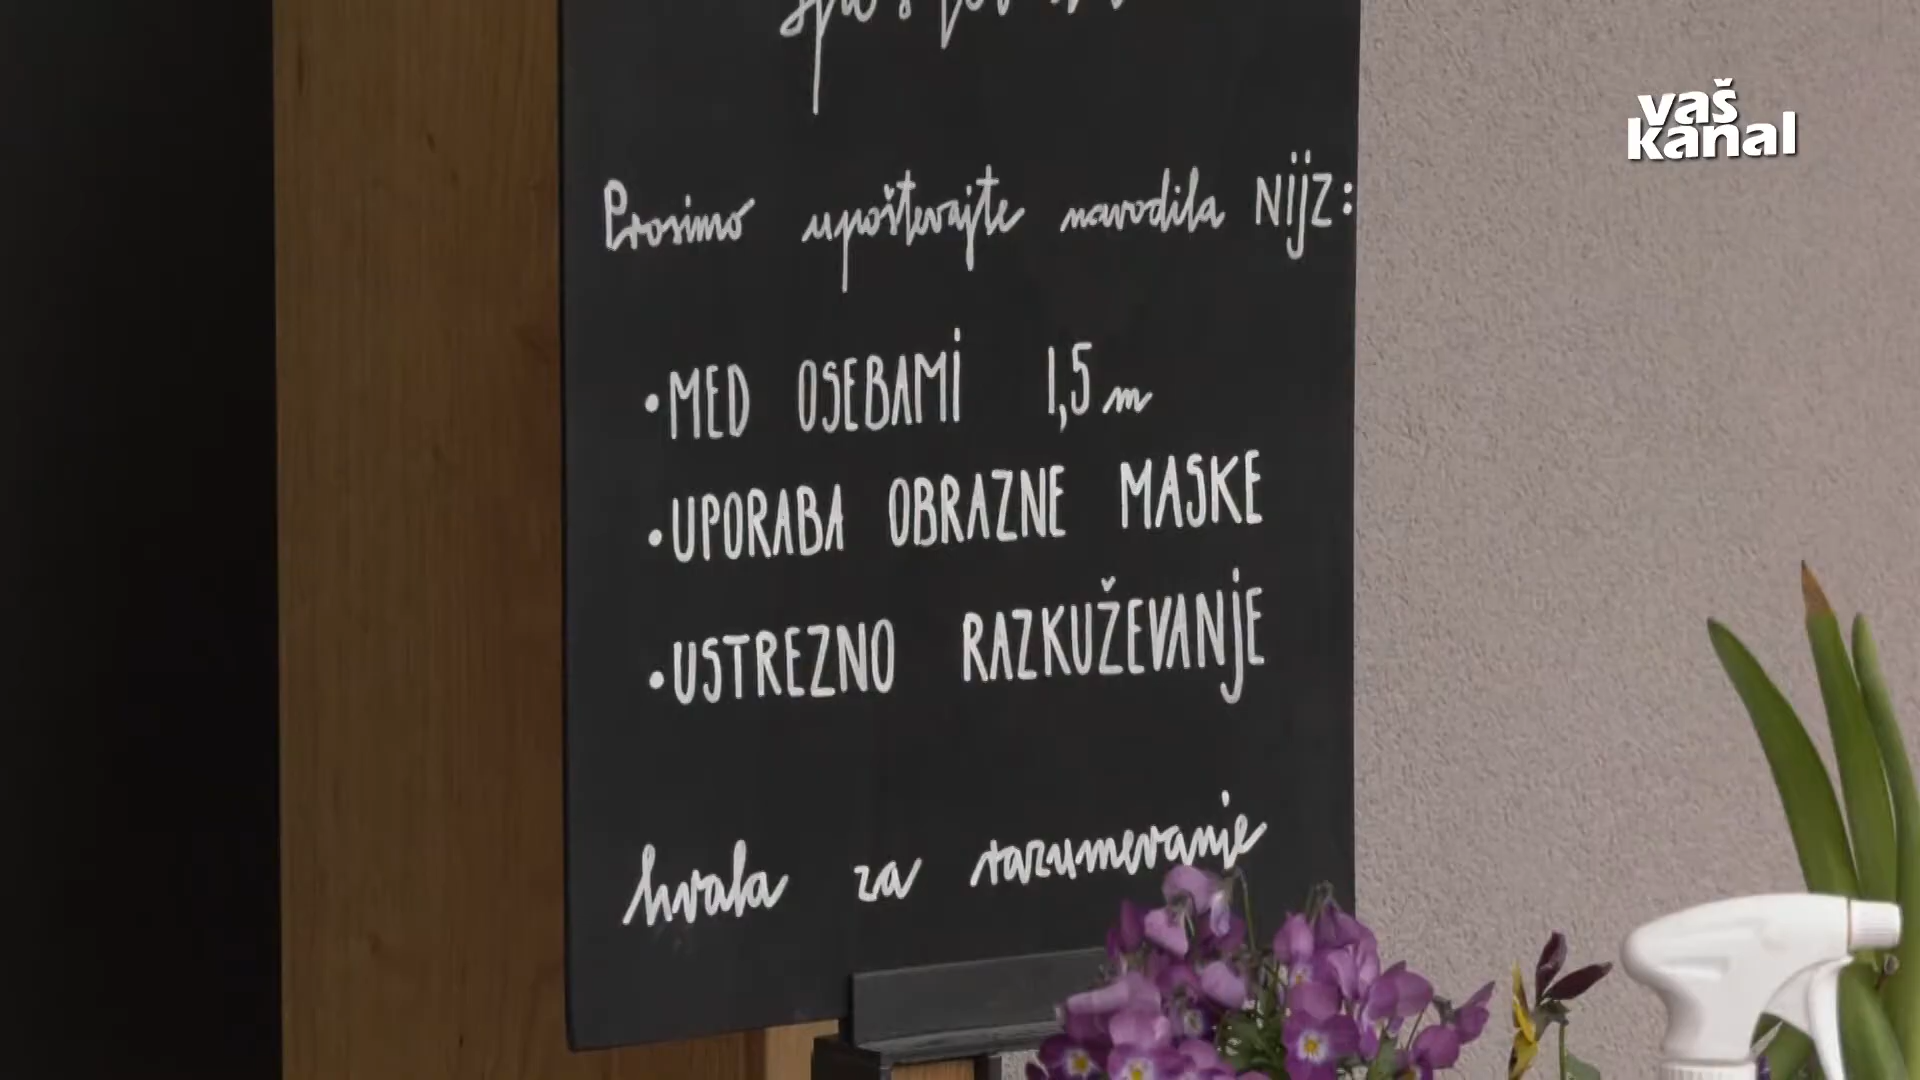 Prosimo upoštevajte navodila NIJZ:
•MED OSEBAMI 1,5 m
•UPORABA OBRAZNE MASKE
•USTREZNO RAZKUŽEVANJE
hvala za razumevanje
vaš
kanal